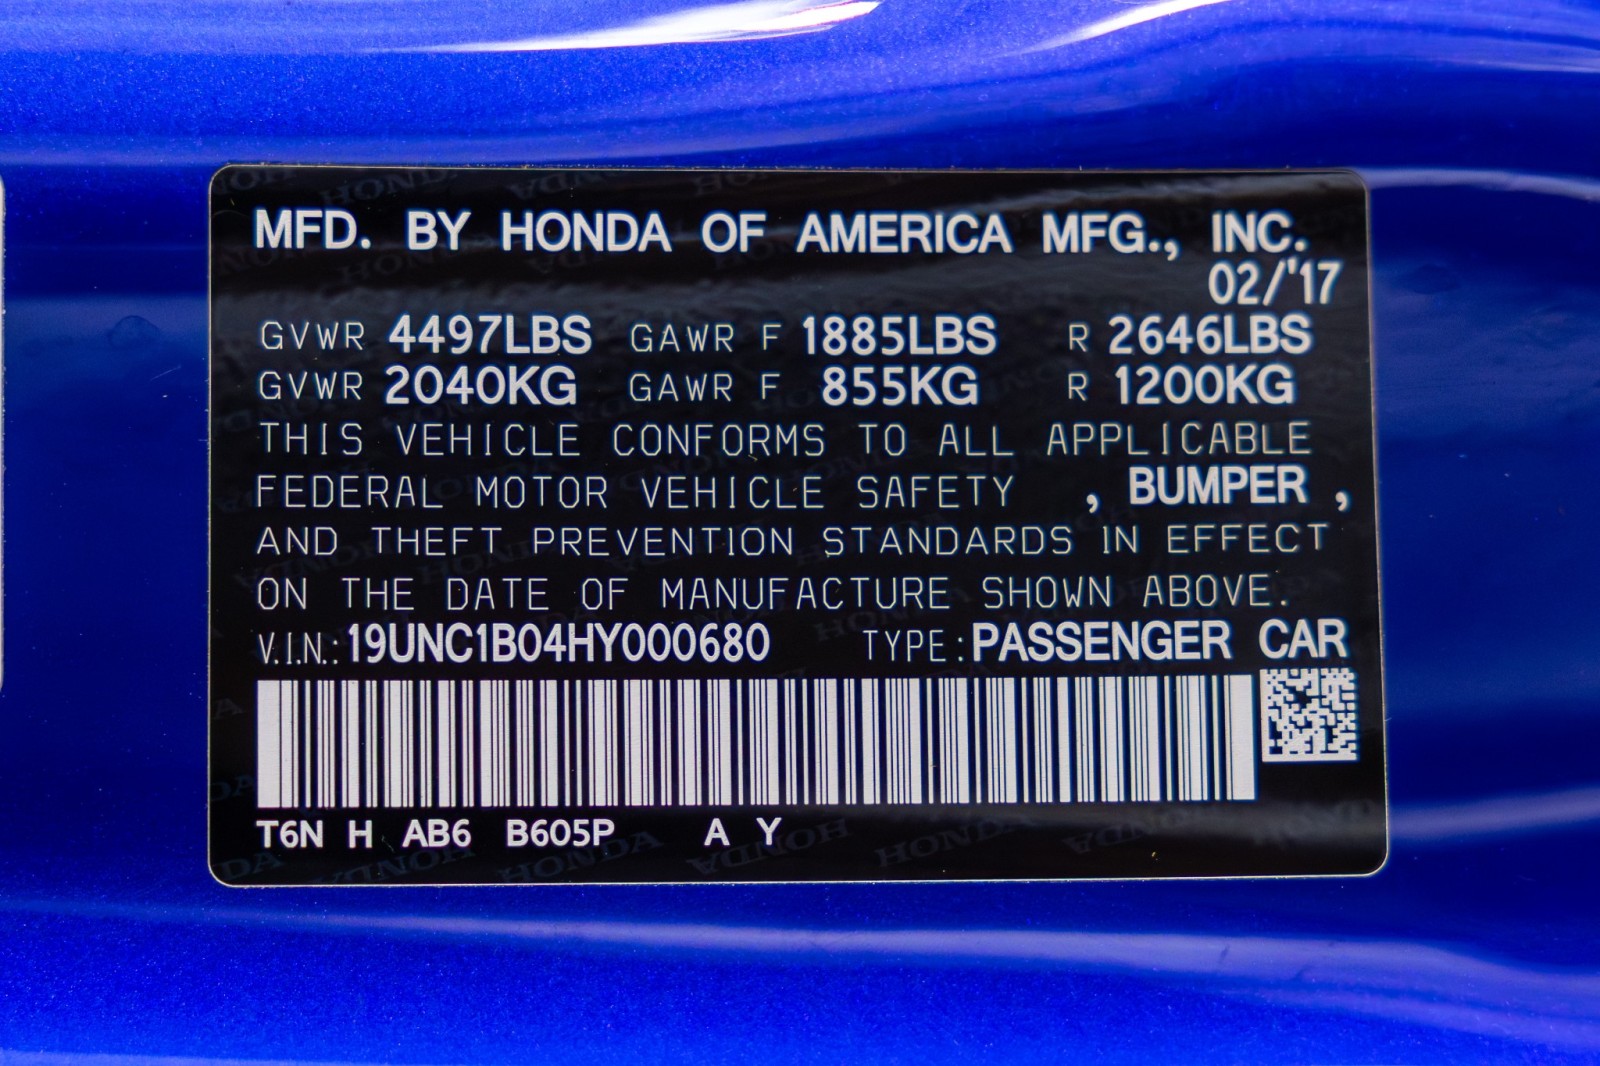 MFD. BY HONDA OF AMERICA MFG., INC.
02/'17
GVWR 4497LBS GAWR F 1885LBS R 2646LBS
GVWR 2040KG GAWR F 855KG R 1200KG
THIS VEHICLE CONFORMS TO ALL APPLICABLE
FEDERAL MOTOR VEHICLE SAFETY , BUMPER ,
AND THEFT PREVENTION STANDARDS IN EFFECT
ON THE DATE OF MANUFACTURE SHOWN ABOVE.
V.I.N.: 19UNC1B04HY000680 TYPE: PASSENGER CAR
T6N H AB6 B605P A Y